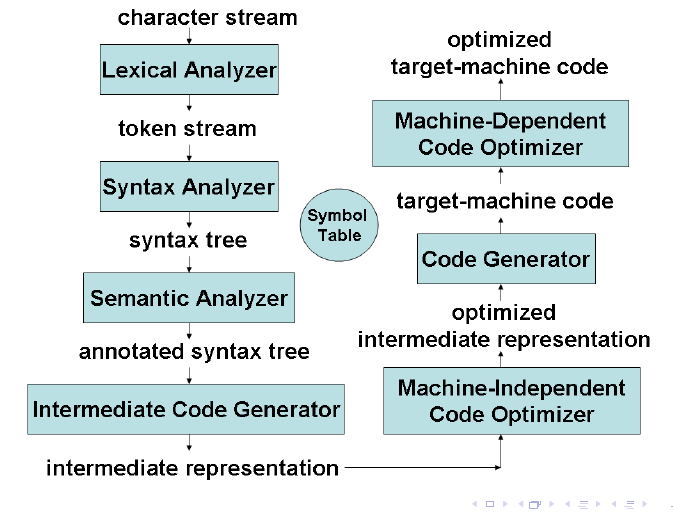 character stream
Lexical Analyzer
token stream
Syntax Analyzer
syntax tree
Semantic Analyzer
annotated syntax tree
Intermediate Code Generator
intermediate representation
Symbol
Table
optimized
target-machine code
Machine-Dependent
Code Optimizer
target-machine code
Code Generator
optimized
intermediate representation
Machine-Independent
Code Optimizer